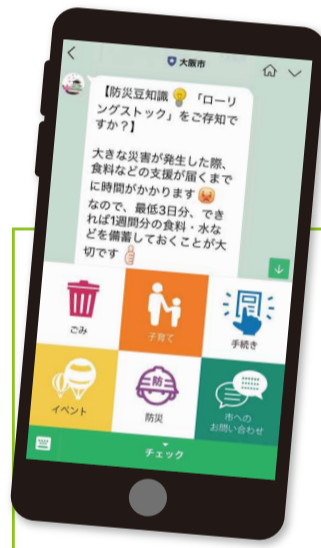 大阪市
【防災豆知識💡「ローリ
ングストック」をご存知で
すか？】
大きな災害が発生した際、
食料などの支援が届くまで
に時間がかかります
なので、最低3日分、でき
れば1週間分の食料・水な
どを備蓄しておくことが大
切です
ごみ
子育て
手続き
イベント
防
防災
市への
お問い合わせ
チェック